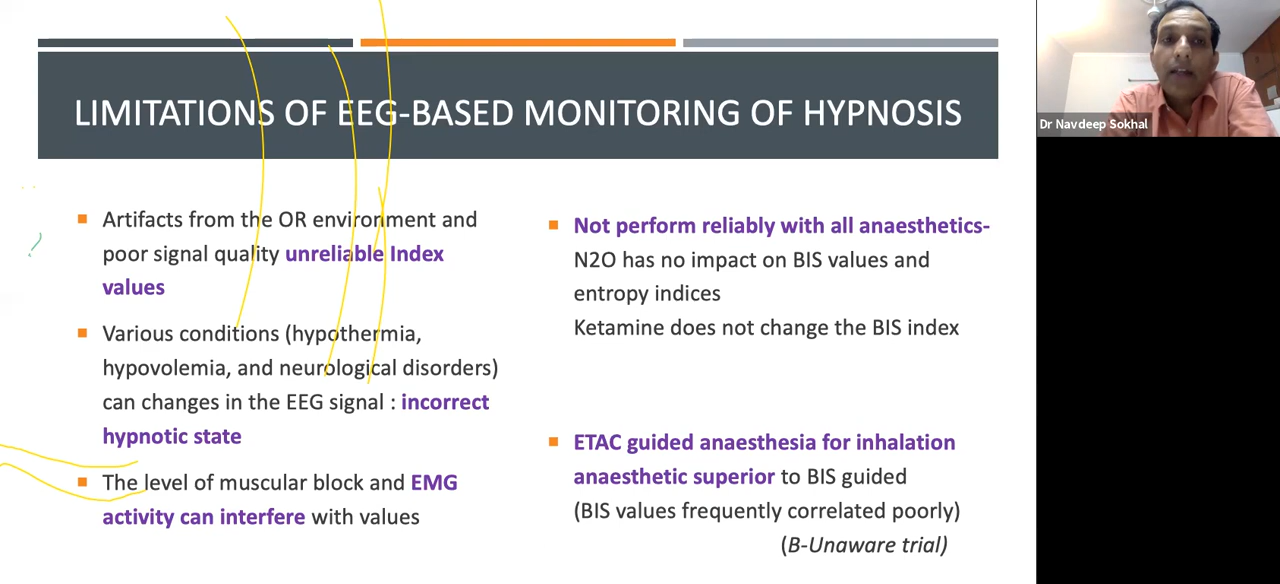 LIMITATIONS OF EEG-BASED MONITORING OF HYPNOSIS
Artifacts from the OR environment and
poor signal quality unreliable Index
values
Various conditions (hypothermia,
hypovolemia, and neurological disorders)
can changes in the EEG signal : incorrect
hypnotic state
The level of muscular block and EMG
activity can interfere with values
Not perform reliably with all anaesthetics-
N2O has no impact on BIS values and
entropy indices
Ketamine does not change the BIS index
ETAC guided anaesthesia for inhalation
anaesthetic superior to BIS guided
(BIS values frequently correlated poorly)
(B-Unaware trial)
Dr Navdeep Sokhal